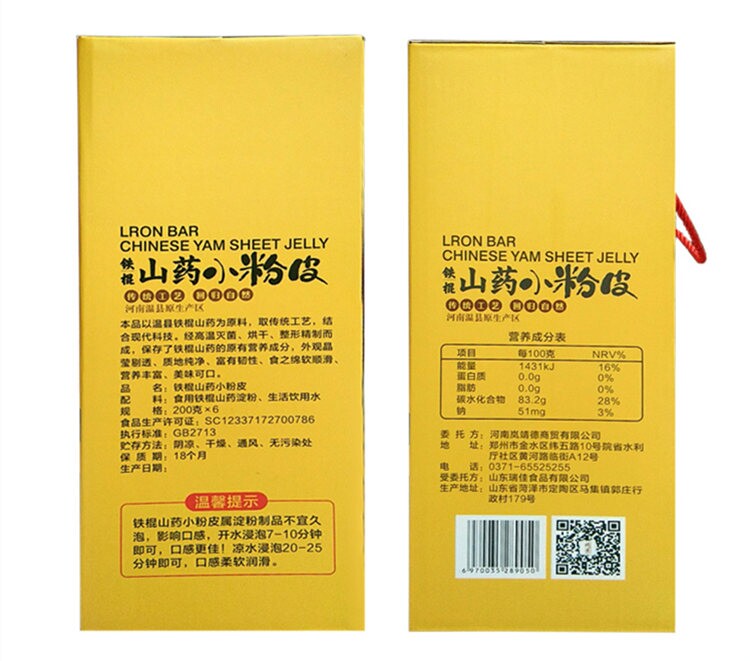 LRON BAR
CHINESE YAM SHEET JELLY
铁棍
山药小粉皮
传统工艺 回归自然
河南温县原生产区
本品以温县铁棍山药为原料，取传统工艺，结
合现代科技。经高温灭菌、烘干、整形精制而
成，保存了铁棍山药的原有营养成分，外观晶
莹剔透、质地纯净、富有韧性、食之绵软顺滑、
营养丰富、美味可口。
品 名：铁棍山药小粉皮
配 料：食用铁棍山药淀粉、生活饮用水
规 格：200克×6
食品生产许可证：SC12337172700786
执行标准：GB2713
贮存方法：阴凉、干燥、通风、无污染处
保 质 期：18个月
生产日期：
温馨提示
铁棍山药小粉皮属淀粉制品不宜久
泡，影响口感，开水浸泡7-10分钟
即可，口感更佳！凉水浸泡20-25
分钟即可，口感柔软润滑。
LRON BAR
CHINESE YAM SHEET JELLY
铁棍
山药小粉皮
传统工艺 回归自然
河南温县原生产区
营养成分表
项目 每100克 NRV%
能量 1431kJ 16%
蛋白质 0.0g 0%
脂肪 0.0g 0%
碳水化合物 83.2g 28%
钠 51mg 3%
委 托 方：河南岚靖德商贸有限公司
地 址：郑州市金水区纬五路10号院省水利
厅社区黄河路临街A12号
电 话：0371-65525255
受委托方：山东瑞佳食品有限公司
生产地址：山东省菏泽市定陶区马集镇郭庄行
政村179号
6 970035 289050